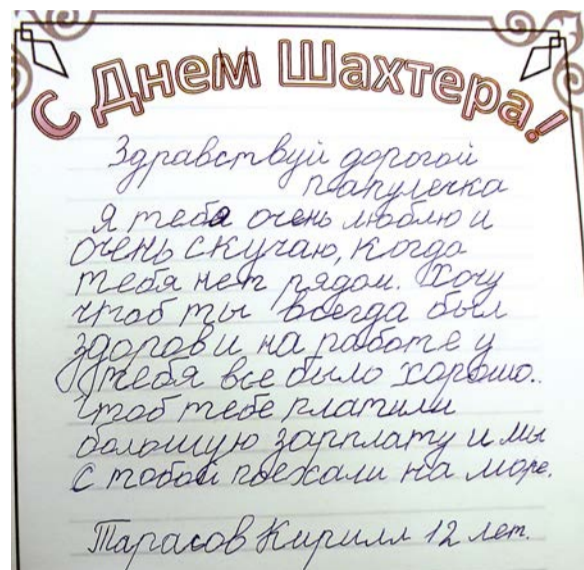 С Днем Шахтера!
Здравствуй дорогой
папулечка
Я тебя очень люблю и
очень скучаю, когда
тебя нет рядом. Хочу
чтоб ты всегда был
здоров и на работе у
тебя все было хорошо..
Чтоб тебе платили
большую зарплату и мы
с тобой поехали на море.
Тарасов Кирилл 12 лет.